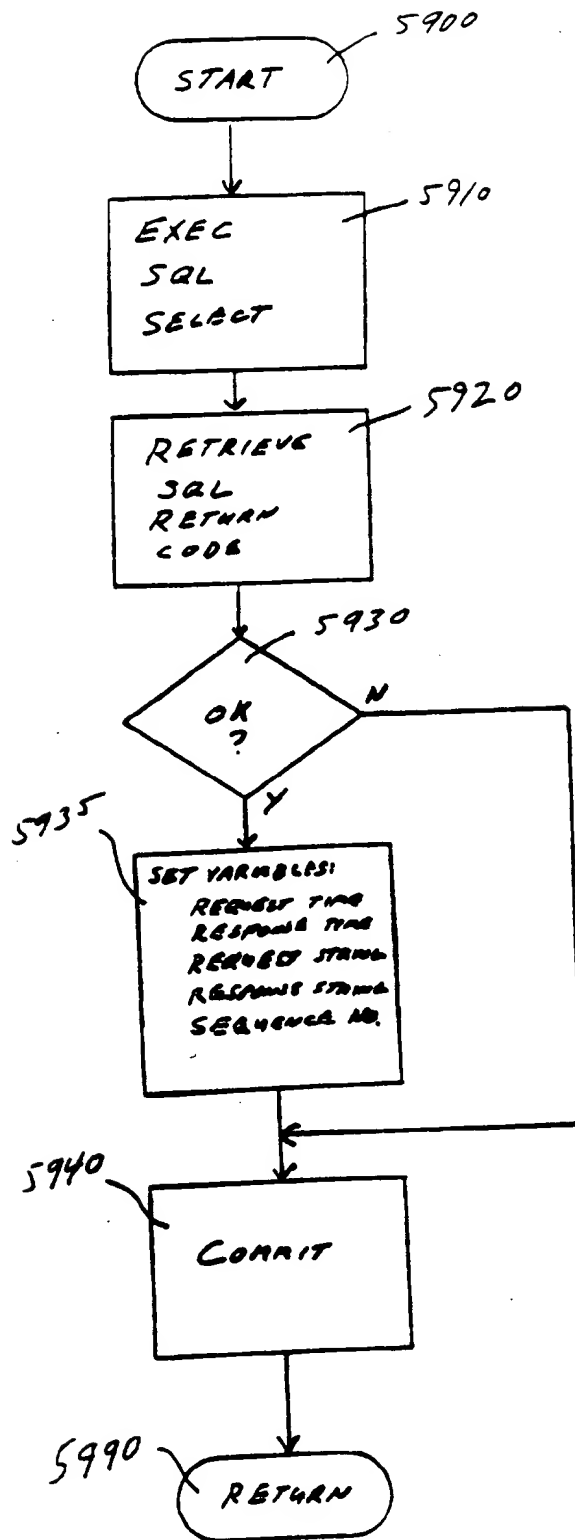 5900
START
5910
EXEC
SQL
SELECT
5920
RETRIEVE
SQL
RETURN
CODE
5930
OK
?
N
Y
5935
SET VARIABLES:
REQUEST TIME
RESPONSE TIME
REQUEST STRING
RESPONSE STRING
SEQUENCE NO.
5940
COMMIT
5990
RETURN